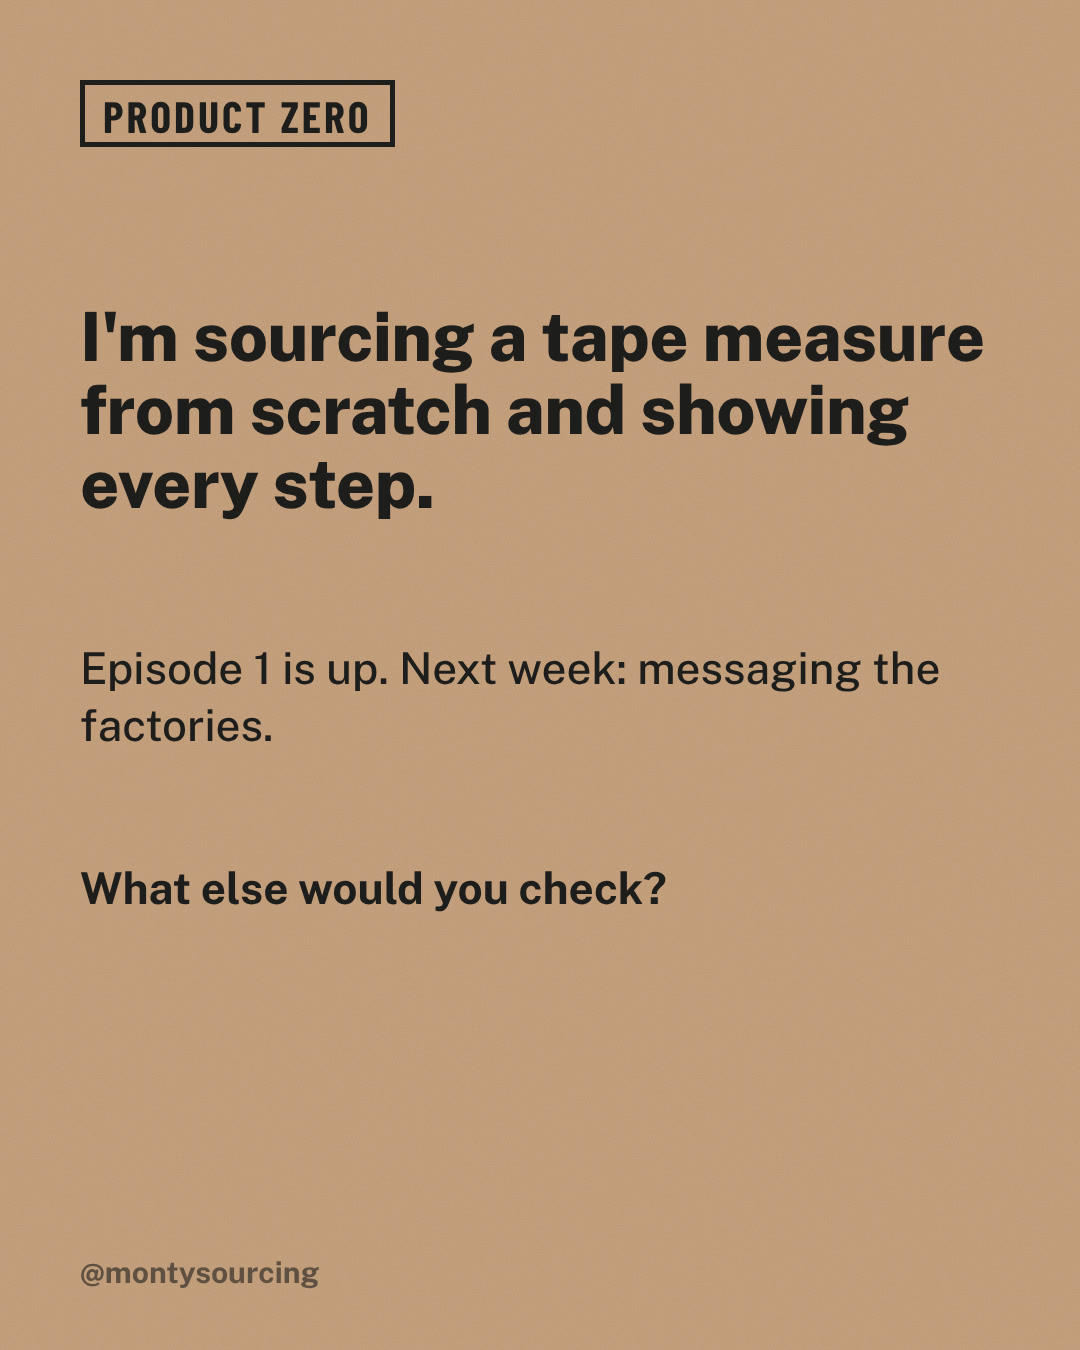 PRODUCT ZERO
I'm sourcing a tape measure
from scratch and showing
every step.
Episode 1 is up. Next week: messaging the
factories.
What else would you check?
@montysourcing